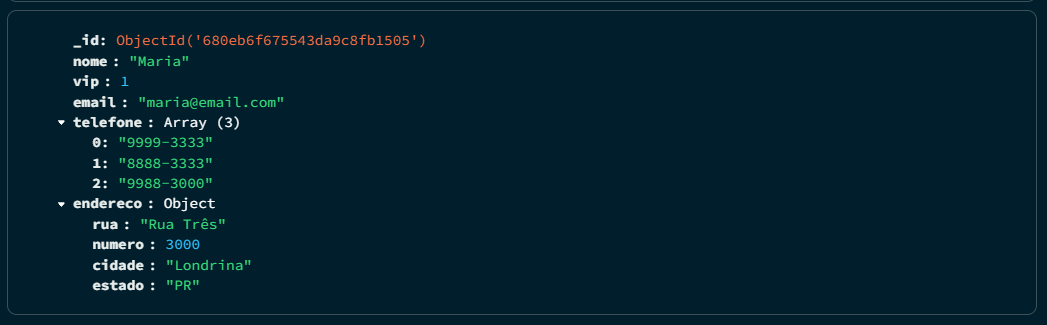 _id: ObjectId('680eb6f675543da9c8fb1505')
nome : "Maria"
vip : 1
email : "maria@email.com"
telefone : Array (3)
0: "9999-3333"
1: "8888-3333"
2: "9988-3000"
endereco : Object
rua : "Rua Três"
numero : 3000
cidade : "Londrina"
estado : "PR"